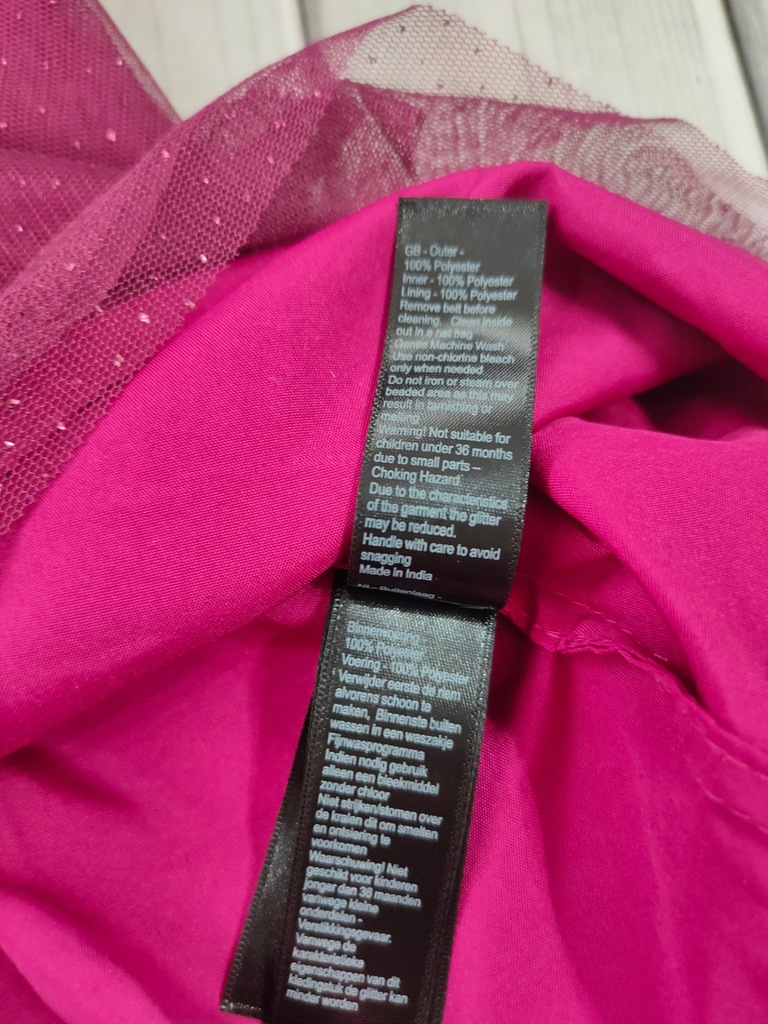 GB - Outer -
100% Polyester
Inner - 100% Polyester
Lining - 100% Polyester
Remove belt before
cleaning. Clean inside
out in a net bag
Gentle Machine Wash
Use non-chlorine bleach
only when needed
Do not iron or steam over
beaded area as this may
result in tarnishing or
melting
Warning! Not suitable for
children under 36 months
due to small parts –
Choking Hazard.
Due to the characteristics
of the garment the glitter
may be reduced.
Handle with care to avoid
snagging
Made in India
NL - Buitenlaag -
Binnenvoering -
100% Polyester
Voering - 100% Polyester
Verwijder eerste de riem
alvorens schoon te
maken, Binnenste buiten
wassen in een waszakje
Fijnwasprogramma
Indien nodig gebruik
alleen een bleekmiddel
zonder chloor
Niet strijken/stomen over
de kralen dit om smelten
en ontsiering te
voorkomen
Waarschuwing! Niet
geschikt voor kinderen
jonger dan 36 maanden
vanwege kleine
onderdelen -
Verstikkingsgevaar.
Vanwege de
karakteristieke
eigenschappen van dit
kledingstuk de glitter kan
minder worden